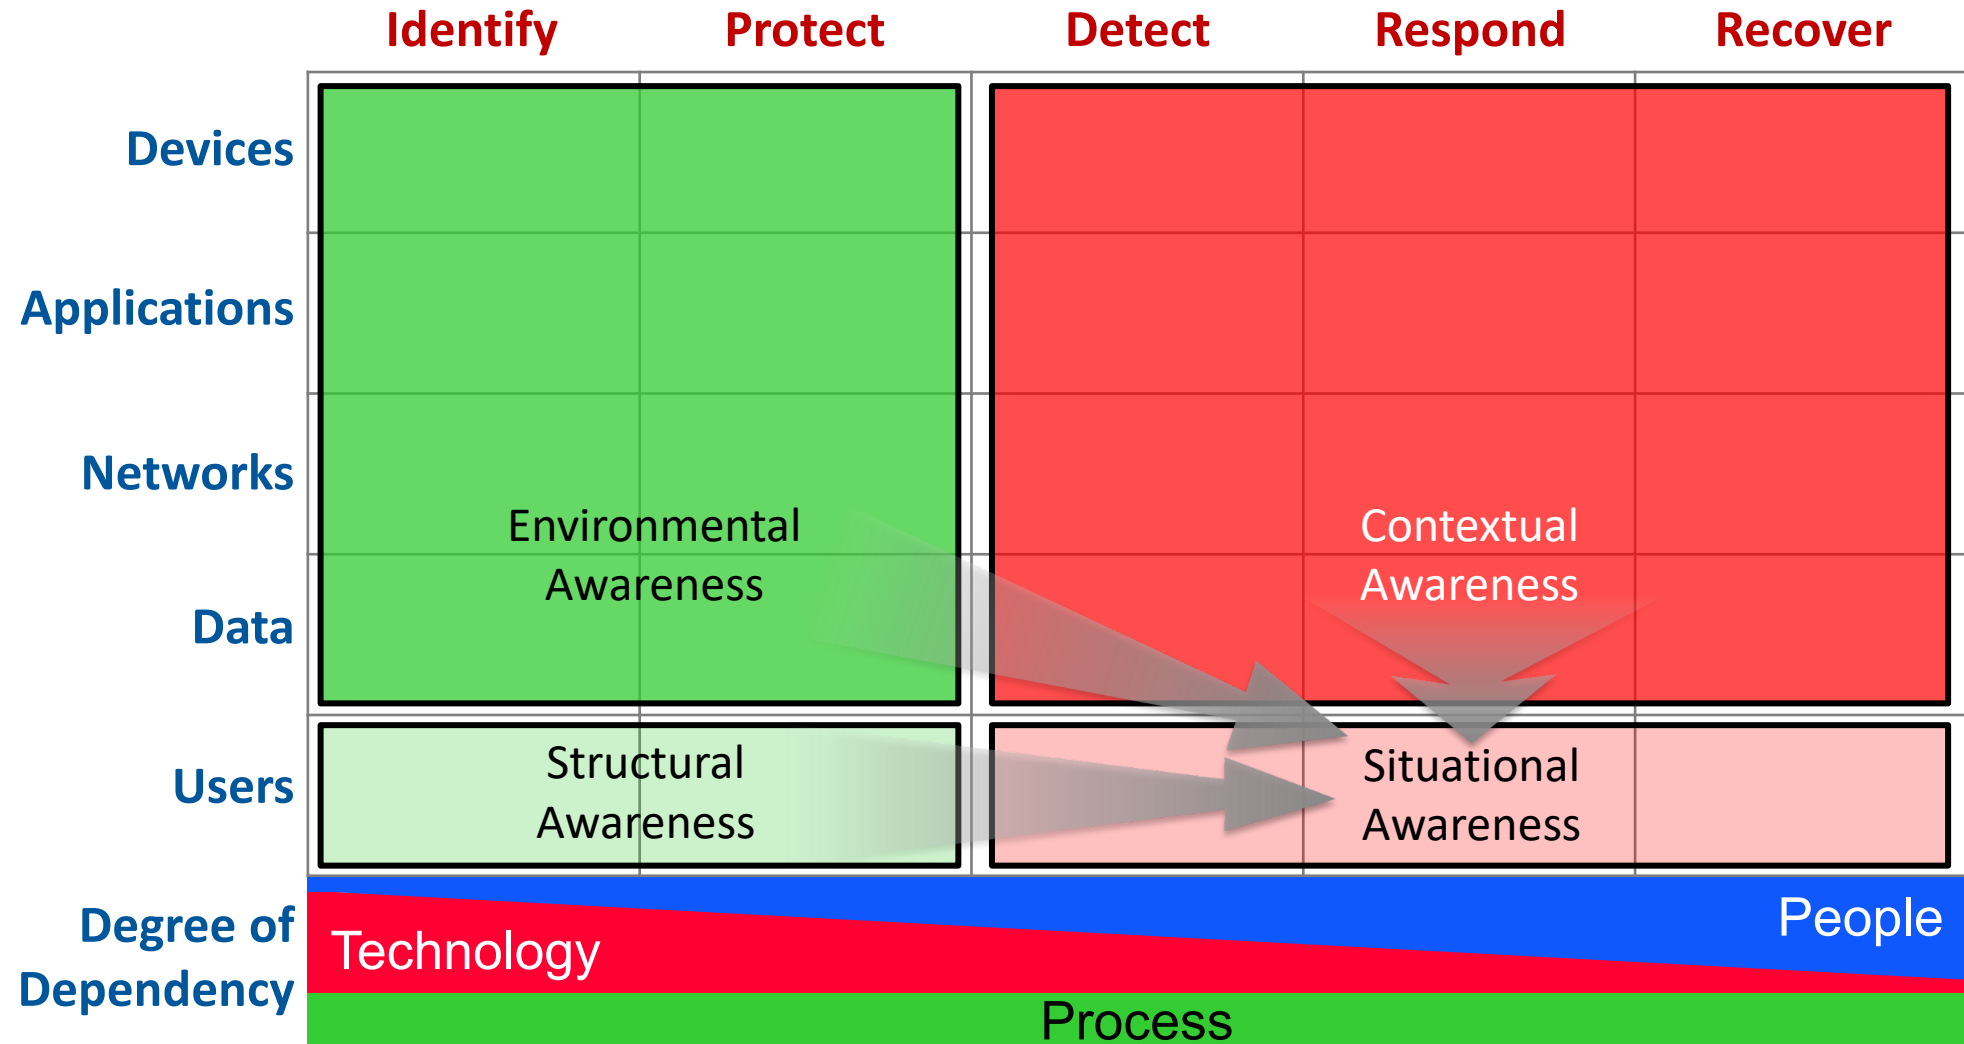 Identify Protect Detect Respond Recover
Devices
Applications
Networks
Environmental
Awareness
Contextual
Awareness
Data
Users
Structural
Awareness
Situational
Awareness
Degree of
Dependency
Technology
People
Process